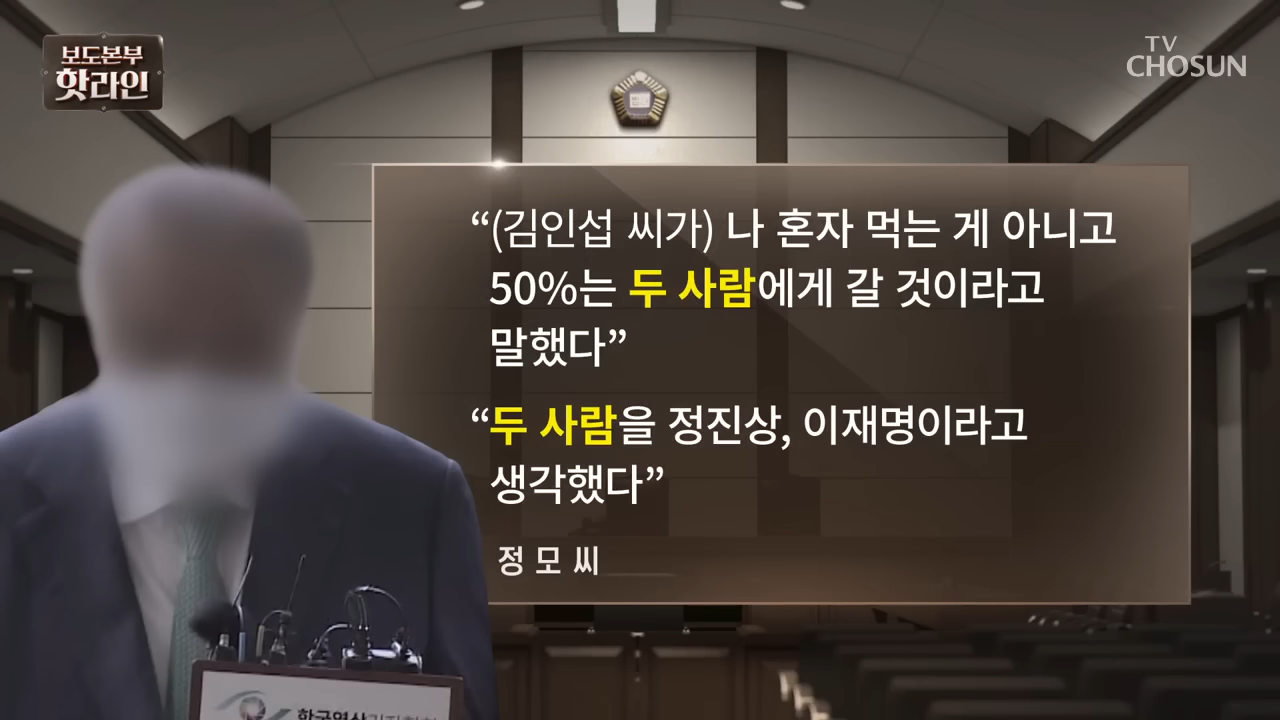 보도본부
핫라인
TV
CHOSUN
“(김인섭 씨가) 나 혼자 먹는 게 아니고
50%는 두 사람에게 갈 것이라고
말했다”
“두 사람을 정진상, 이재명이라고
생각했다”
정 모 씨